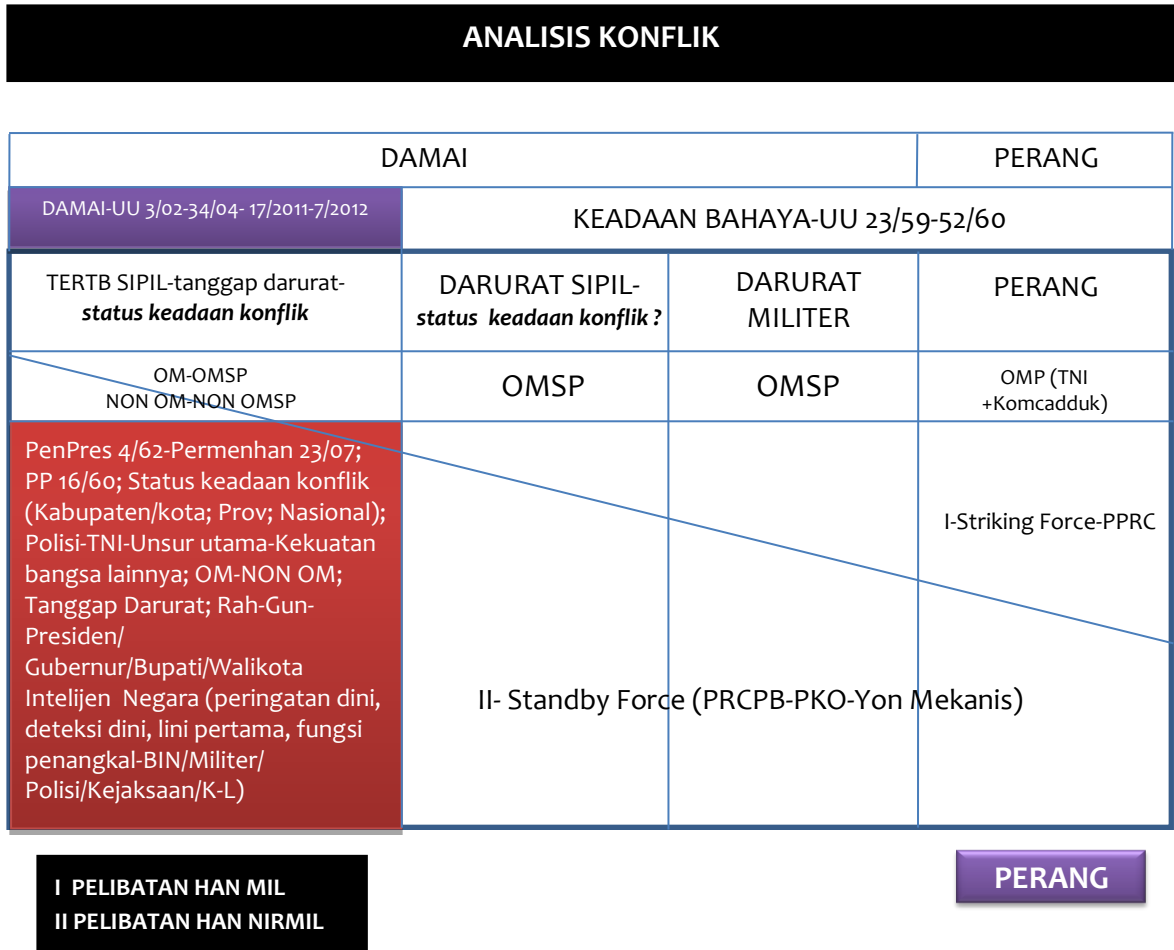 ANALISIS KONFLIK
DAMAI
PERANG
DAMAI-UU 3/02-34/04- 17/2011-7/2012
KEADAAN BAHAYA-UU 23/59-52/60
TERTB SIPIL-tanggap darurat-
status keadaan konflik
DARURAT SIPIL-
status keadaan konflik ?
DARURAT
MILITER
PERANG
OM-OMSP
NON OM-NON OMSP
OMSP
OMSP
OMP (TNI
+Komcadduk)
PenPres 4/62-Permenhan 23/07;
PP 16/60; Status keadaan konflik
(Kabupaten/kota; Prov; Nasional);
Polisi-TNI-Unsur utama-Kekuatan
bangsa lainnya; OM-NON OM;
Tanggap Darurat; Rah-Gun-
Presiden/
Gubernur/Bupati/Walikota
Intelijen Negara (peringatan dini,
deteksi dini, lini pertama, fungsi
penangkal-BIN/Militer/
Polisi/Kejaksaan/K-L)
I-Striking Force-PPRC
II- Standby Force (PRCPB-PKO-Yon Mekanis)
I PELIBATAN HAN MIL
II PELIBATAN HAN NIRMIL
PERANG